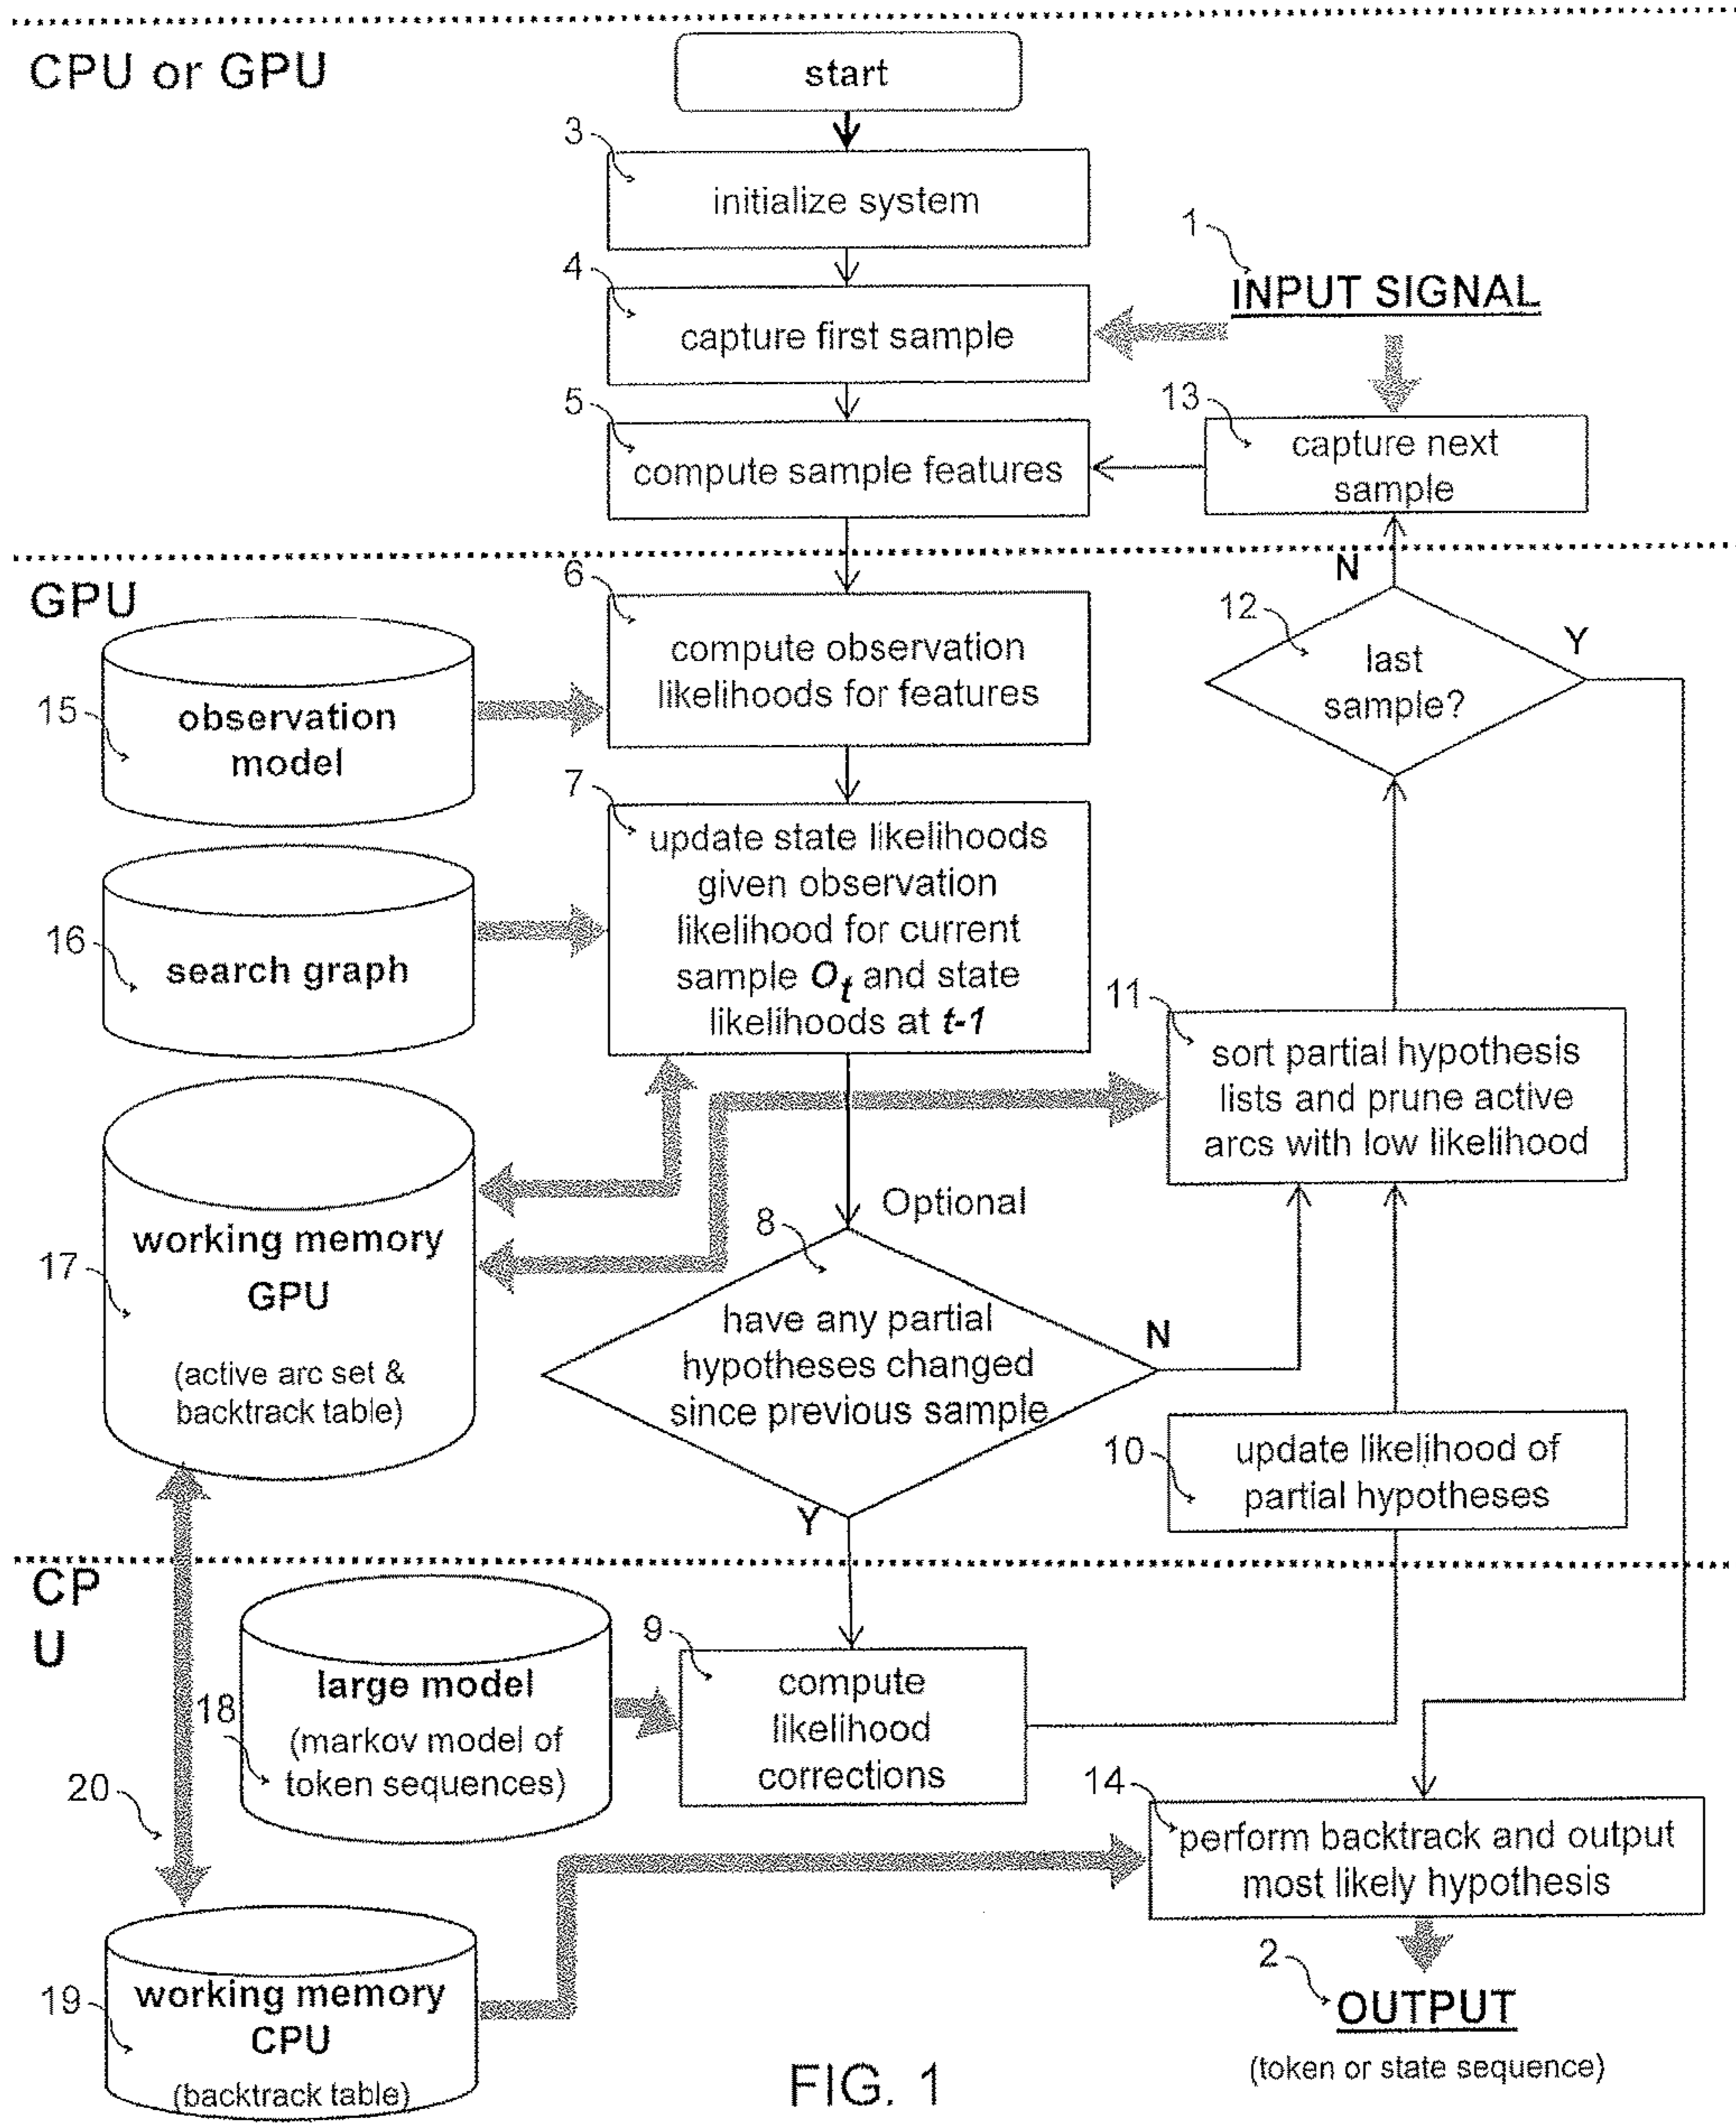 CPU or GPU
start
3
initialize system
1
INPUT SIGNAL
4
capture first sample
13
capture next
sample
5
compute sample features
GPU
N
6
compute observation
likelihoods for features
12
last
sample?
Y
15
observation
model
7
update state likelihoods
given observation
likelihood for current
sample Ot and state
likelihoods at t-1
16
search graph
11
sort partial hypothesis
lists and prune active
arcs with low likelihood
17
working memory
GPU
(active arc set &
backtrack table)
Optional
8
have any partial
hypotheses changed
since previous sample
N
Y
10
update likelihood of
partial hypotheses
CP
U
18
large model
(markov model of
token sequences)
9
compute
likelihood
corrections
20
14
perform backtrack and output
most likely hypothesis
19
working memory
CPU
(backtrack table)
2
OUTPUT
(token or state sequence)
FIG. 1